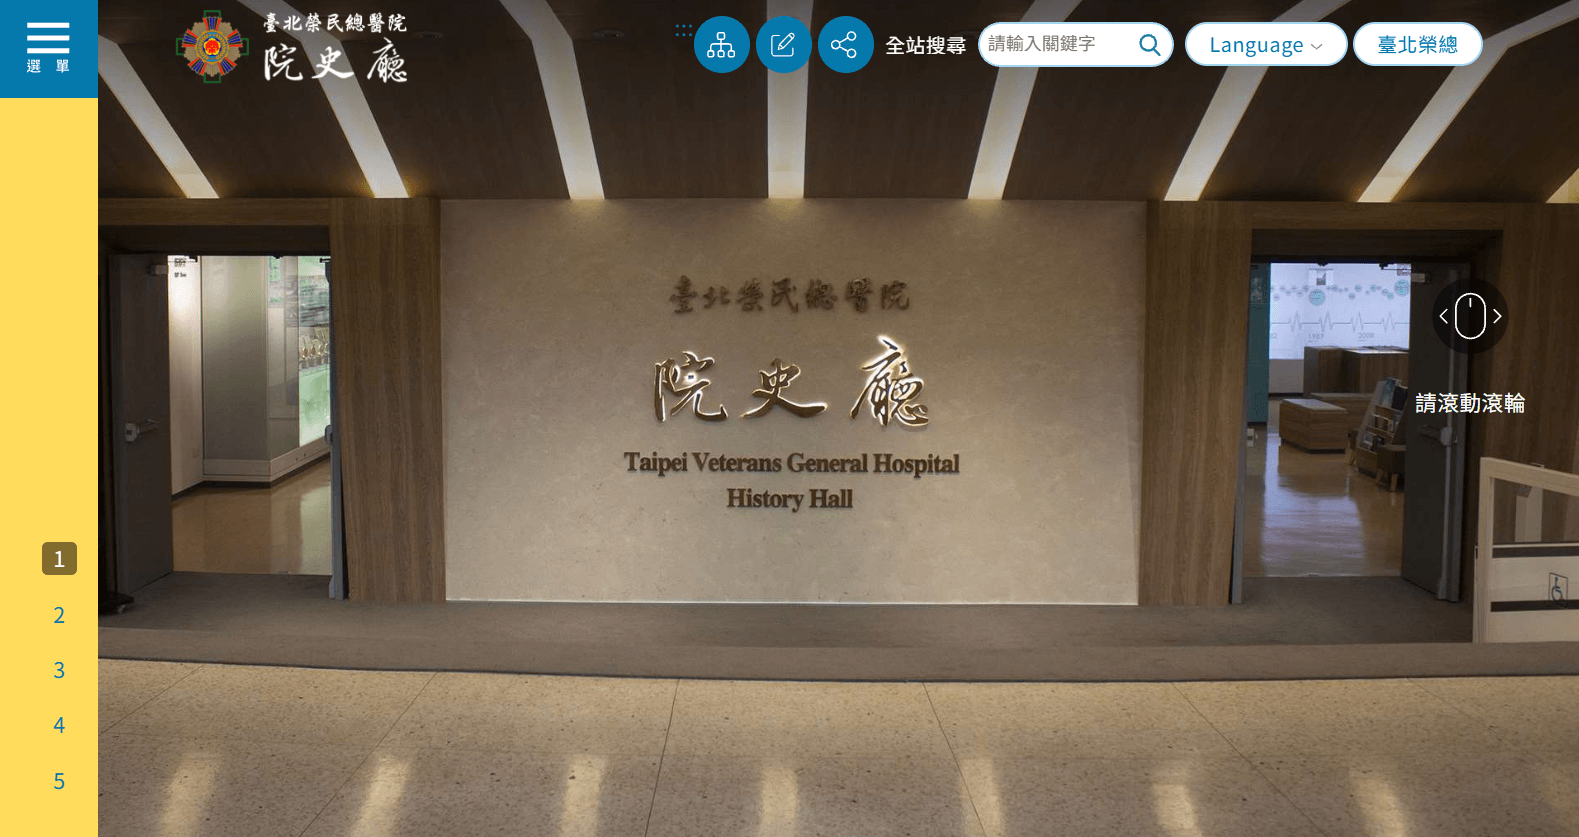 選 單
臺北榮民總醫院
院史廳
:::
全站搜尋
請輸入關鍵字
Language
臺北榮總
臺北榮民總醫院
院史廳
Taipei Veterans General Hospital
History Hall
1987
2008
請滾動滾輪
1
2
3
4
5